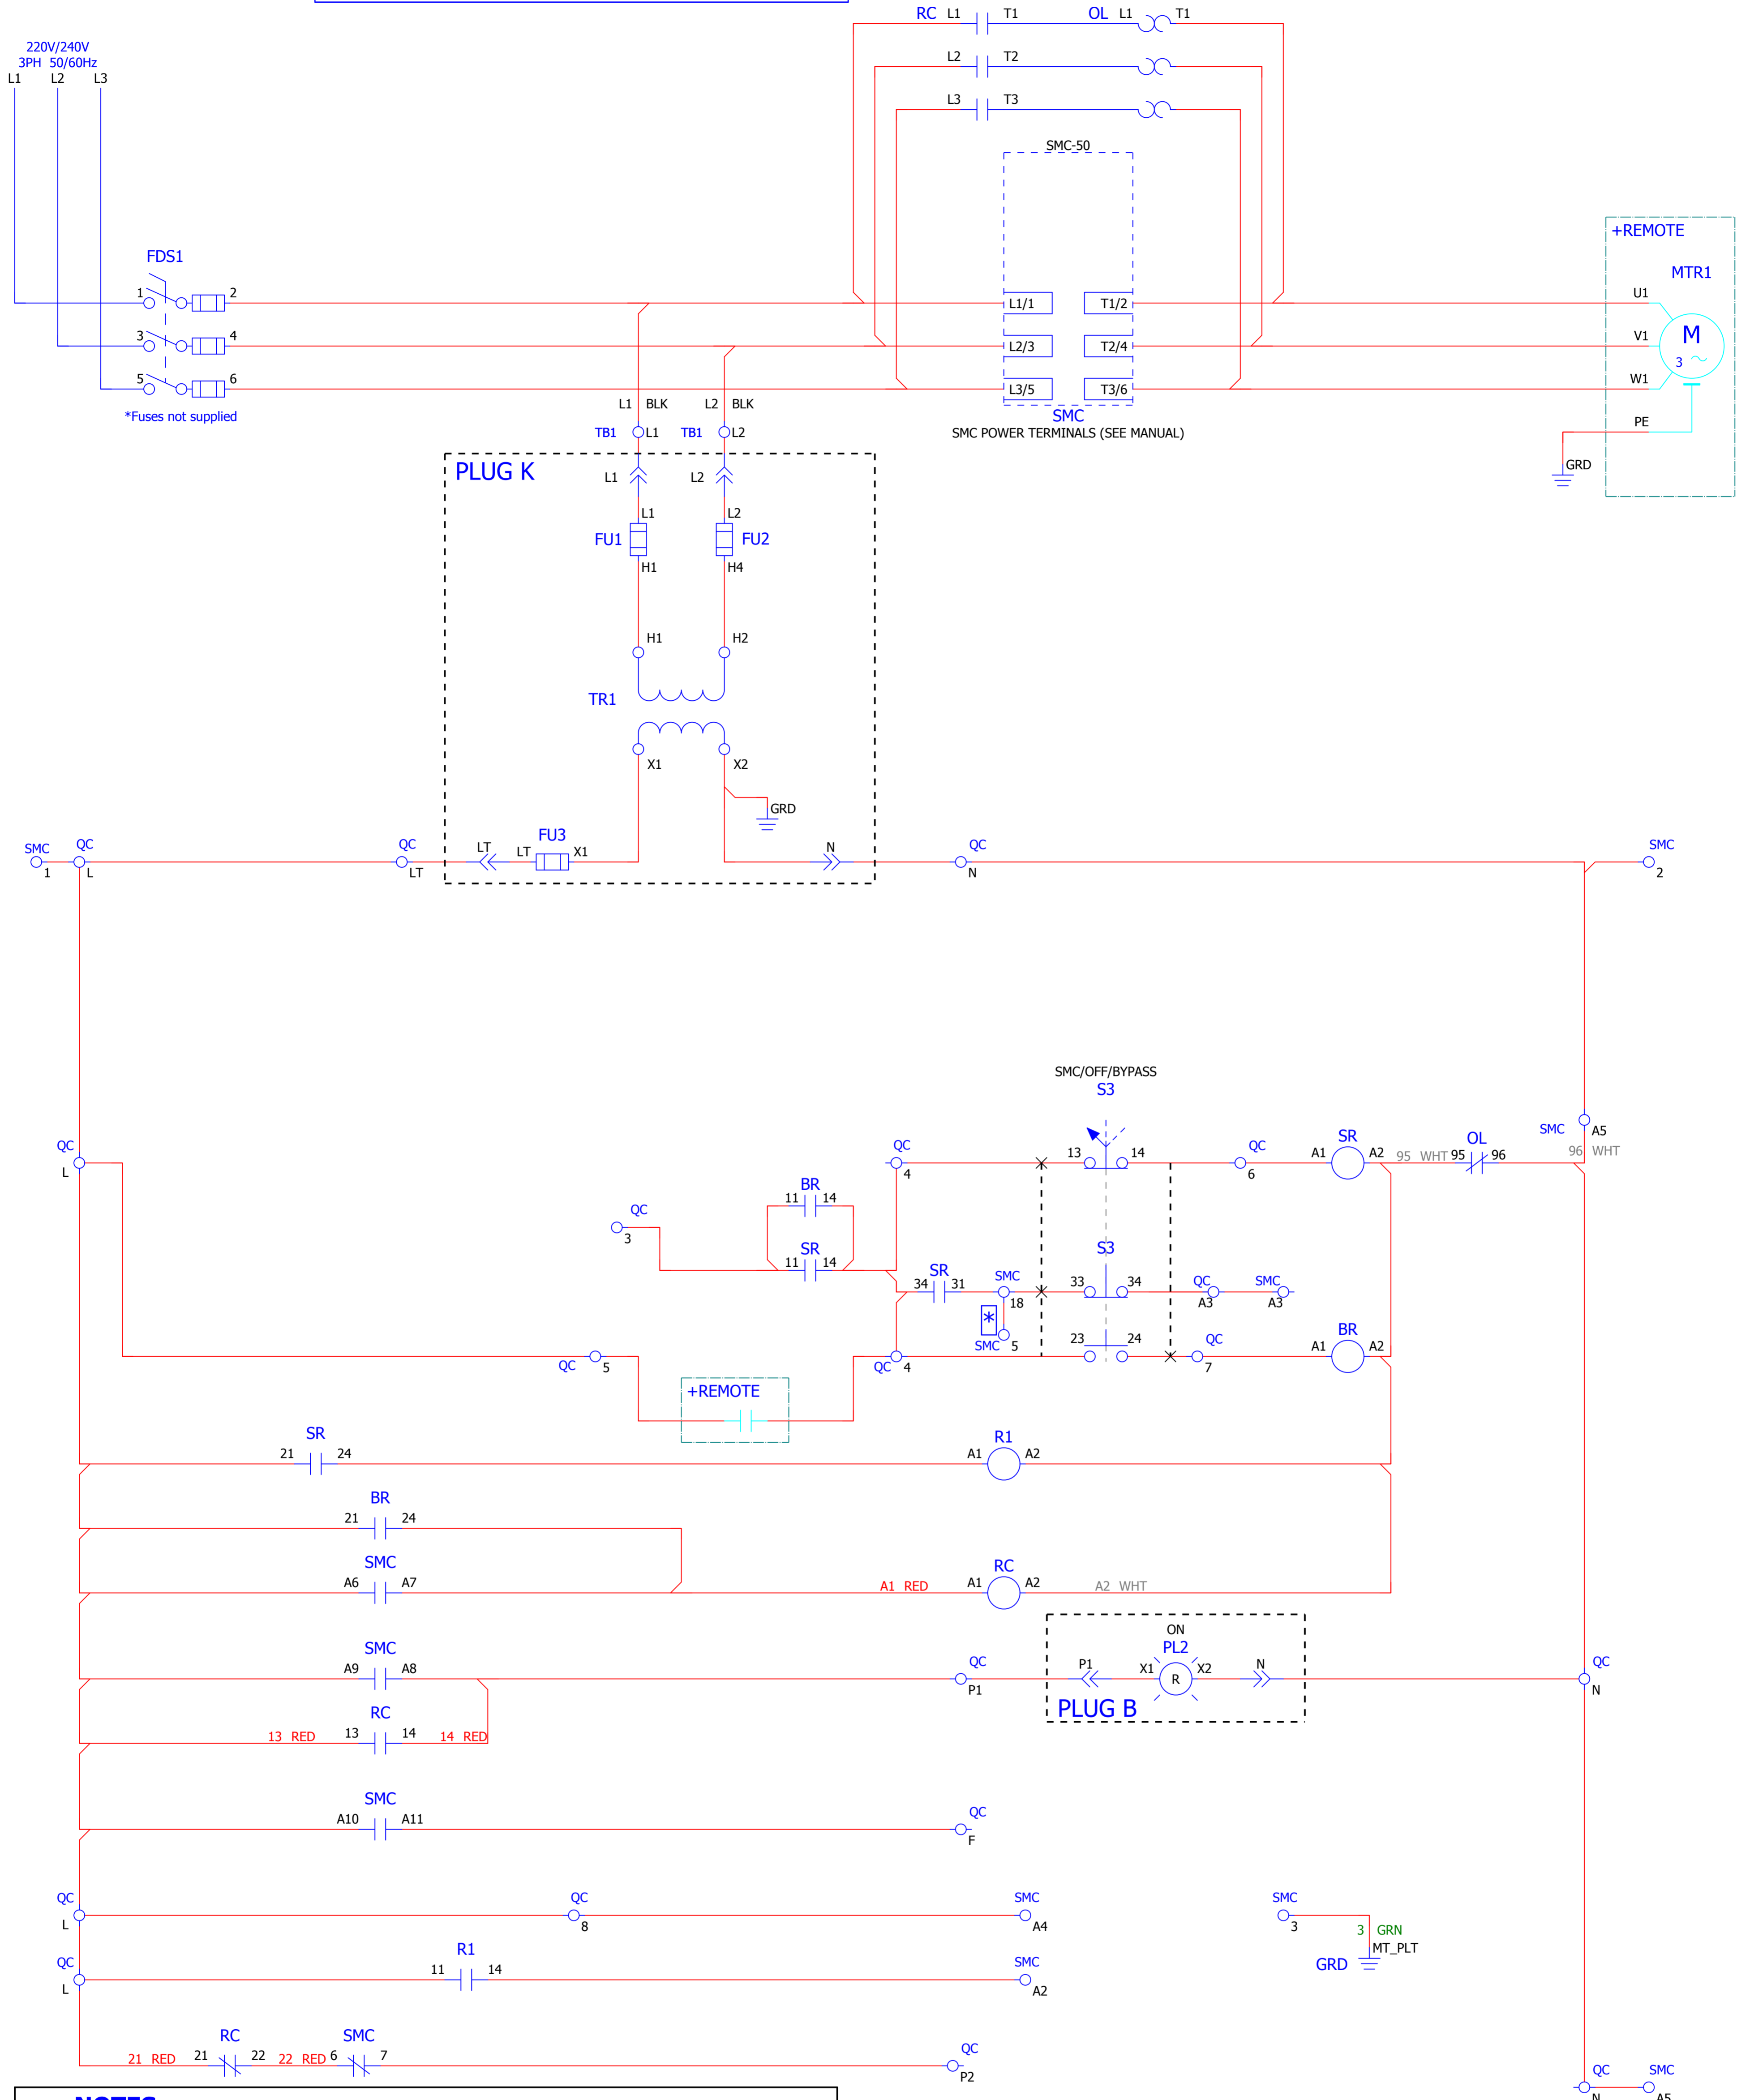 RC L1 T1 OL L1 T1
L2 T2
L3 T3
220V/240V
3PH 50/60Hz
L1 L2 L3
SMC-50
+REMOTE
MTR1
FDS1
1 2 L1/1 T1/2 U1
3 4 L2/3 T2/4 V1 M
3
5 6 L3/5 T3/6 W1
*Fuses not supplied
SMC
SMC POWER TERMINALS (SEE MANUAL)
PE
GRD
L1 BLK L2 BLK
TB1 L1 TB1 L2
PLUG K
L1 L2
L1 L2
FU1 FU2
H1 H4
H1 H2
TR1
X1 X2
GRD
SMC QC QC FU3 QC SMC
LT LT X1 N
1 L LT N 2
SMC/OFF/BYPASS
S3
SMC A5
QC QC 13 14 QC SR OL
A1 A2 95 WHT 95 96 96 WHT
L 4 6
BR
11 14
QC
3
SR S3
11 14
SR SMC 33 34 QC SMC
34 31
18 A3 A3
*
SMC 5
23 24 QC BR
A1 A2
QC 5 QC 4 7
+REMOTE
SR R1
21 24 A1 A2
BR
21 24
SMC RC
A6 A7 A1 RED A1 A2 A2 WHT
ON
SMC PL2
A9 A8 QC P1 X1 R X2 N QC
P1 N
PLUG B
RC
13 RED 13 14 14 RED
SMC
A10 A11 QC
F
QC QC SMC SMC
L 8 A4 3
3 GRN
MT_PLT
GRD
QC R1 SMC
11 14
L A2
RC SMC
21 RED 21 22 22 RED 6 7 QC
P2
QC SMC
N A5
NOTES